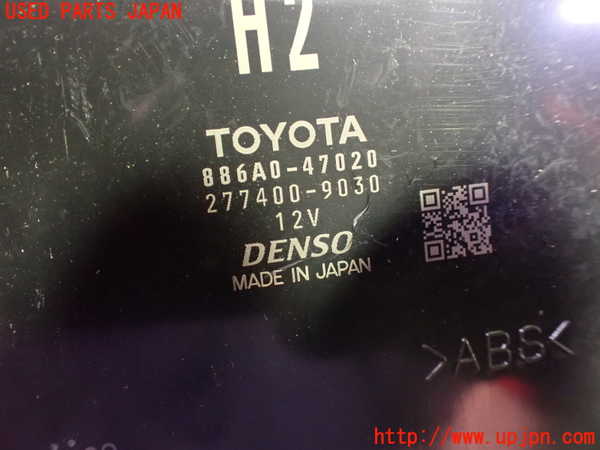 USED PARTS JAPAN
H2
TOYOTA
886A0-47020
277400-9030
12V
DENSO
MADE IN JAPAN
>ABS<
http://www.upjpn.com